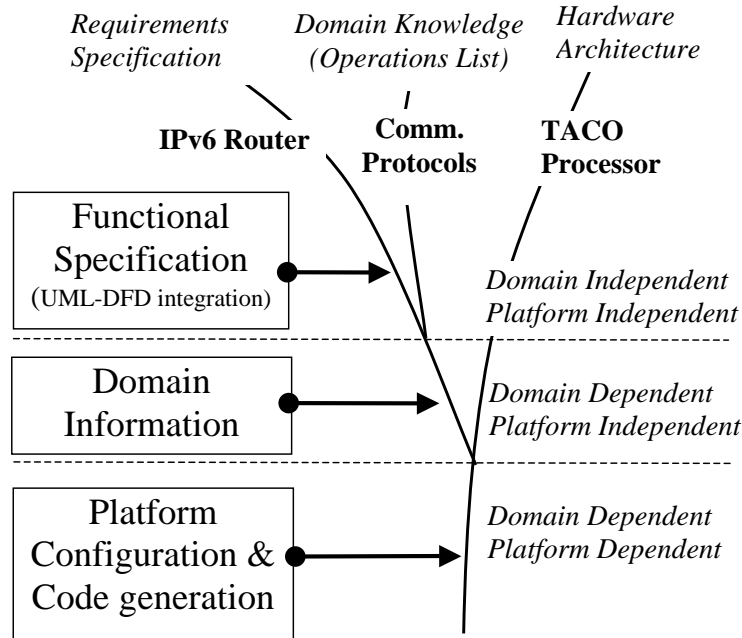 Requirements
Specification
Domain Knowledge
(Operations List)
Hardware
Architecture
IPv6 Router
Comm.
Protocols
TACO
Processor
Functional
Specification
(UML-DFD integration)
Domain Independent
Platform Independent
Domain
Information
Domain Dependent
Platform Independent
Platform
Configuration &
Code generation
Domain Dependent
Platform Dependent